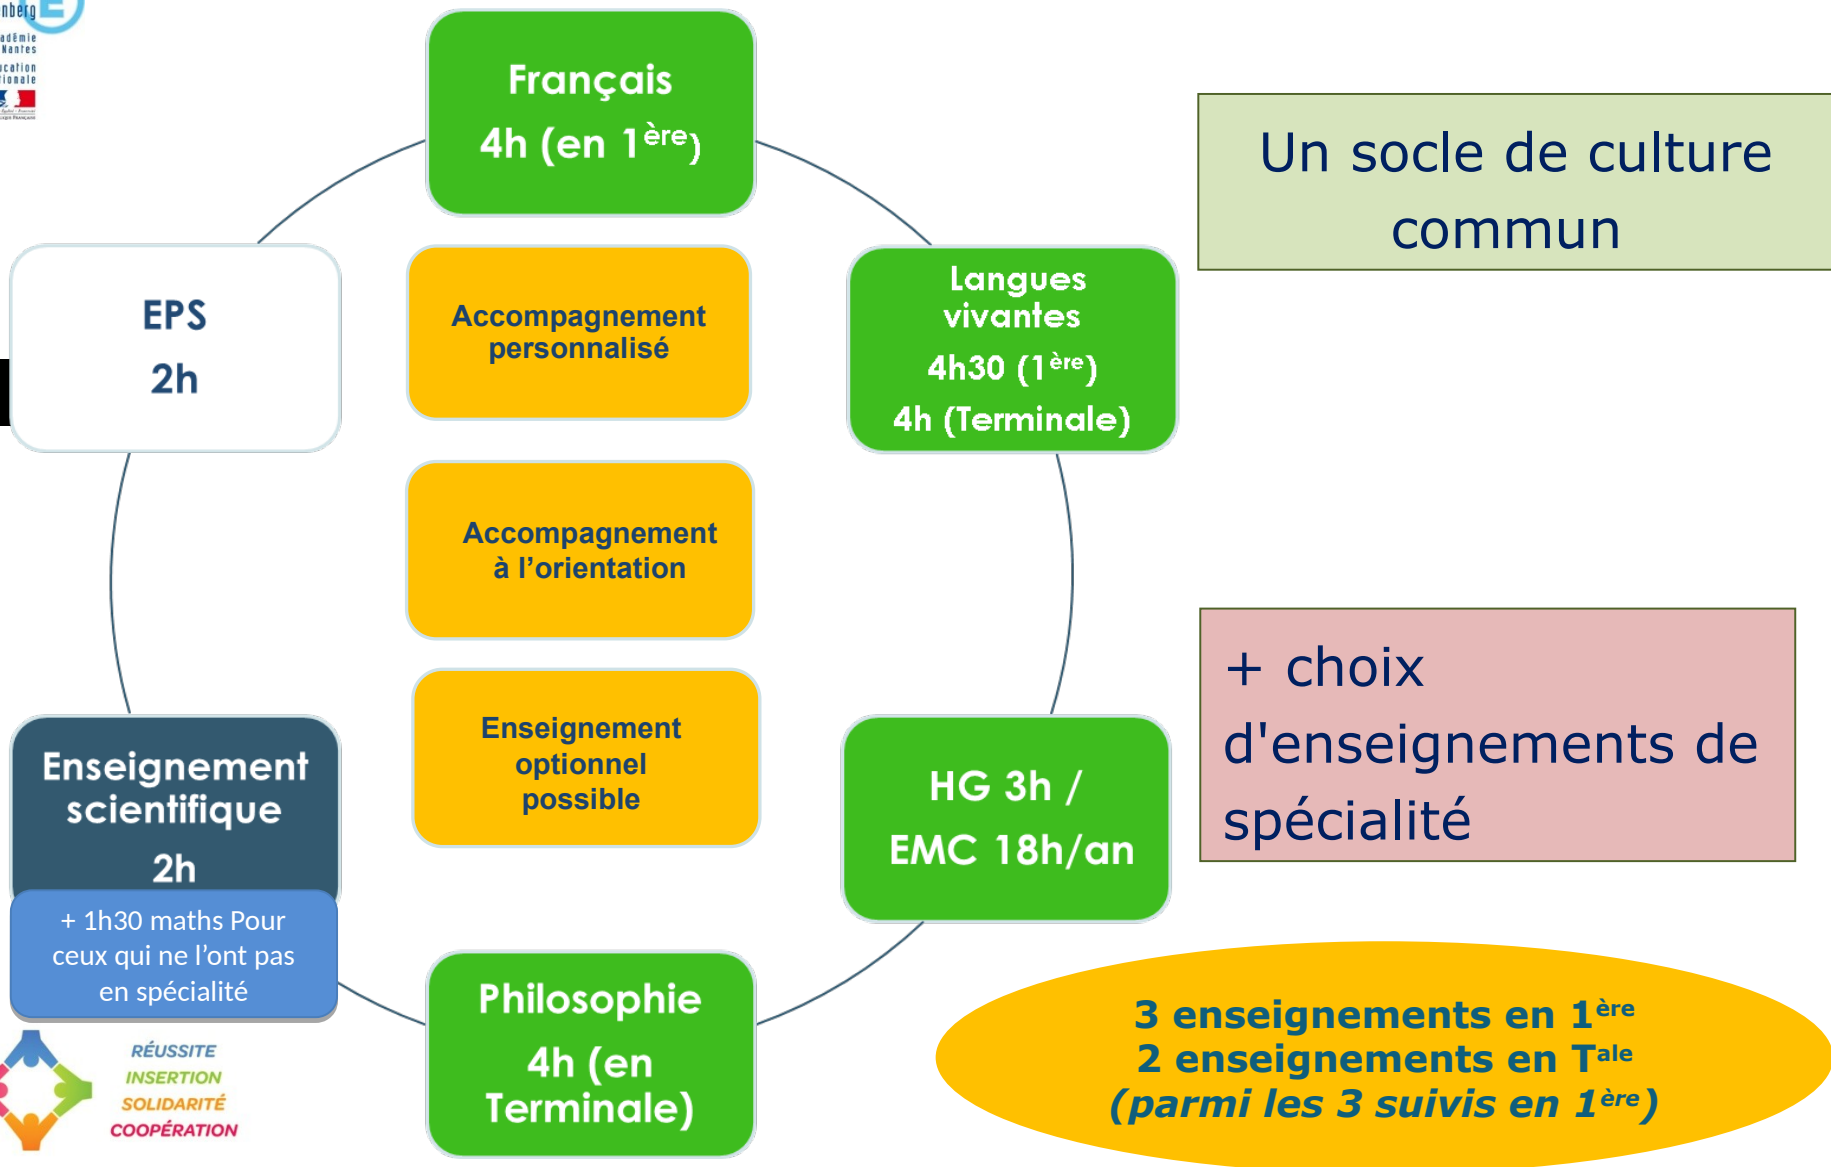 Français
4h (en 1ère)
Un socle de culture
commun
EPS
2h
Accompagnement
personnalisé
Langues
vivantes
4h30 (1ère)
4h (Terminale)
Accompagnement
à l’orientation
+ choix
d'enseignements de
spécialité
Enseignement
scientifique
2h
+ 1h30 maths Pour
ceux qui ne l’ont pas
en spécialité
Enseignement
optionnel
possible
HG 3h /
EMC 18h/an
Philosophie
4h (en
Terminale)
3 enseignements en 1ère
2 enseignements en Tale
(parmi les 3 suivis en 1ère)
RÉUSSITE
INSERTION
SOLIDARITÉ
COOPÉRATION
E
Nantes